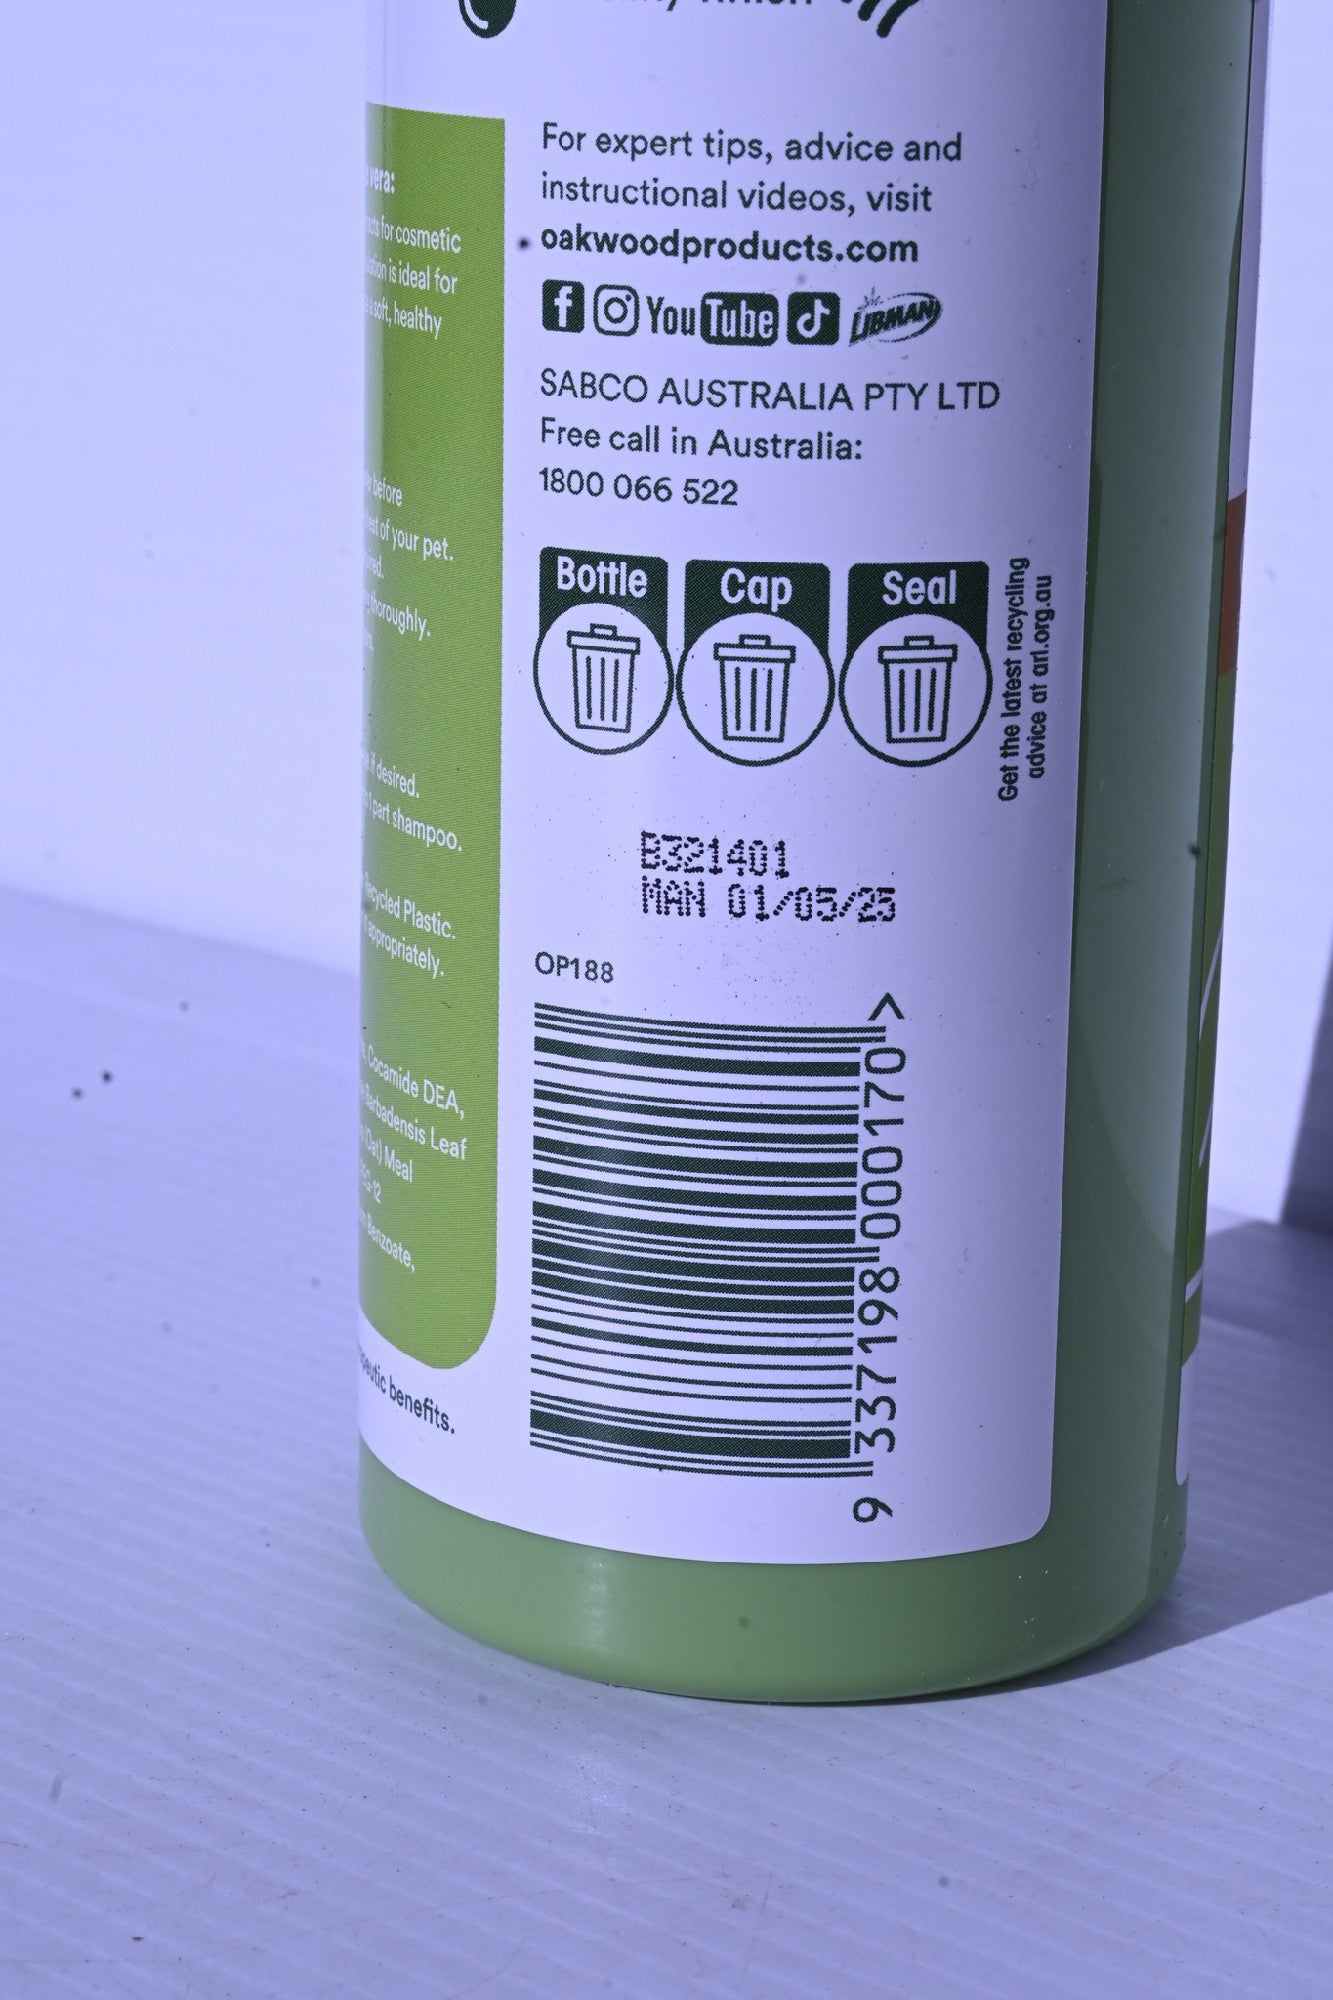 vera:
for cosmetic
is ideal for
soft, healthy
before
of your pet.
thoroughly.
if desired.
1 part shampoo.
Recycled Plastic.
appropriately.
Cocamide DEA,
Barbadensis Leaf
(Oat) Meal
Benzoate,
benefits.
For expert tips, advice and
instructional videos, visit
oakwoodproducts.com
f YouTube LIBMAN
SABCO AUSTRALIA PTY LTD
Free call in Australia:
1800 066 522
Bottle Cap Seal
Get the latest recycling
advice at arl.org.au
B321401
MAN 01/05/25
OP188
9 337198 000170 >